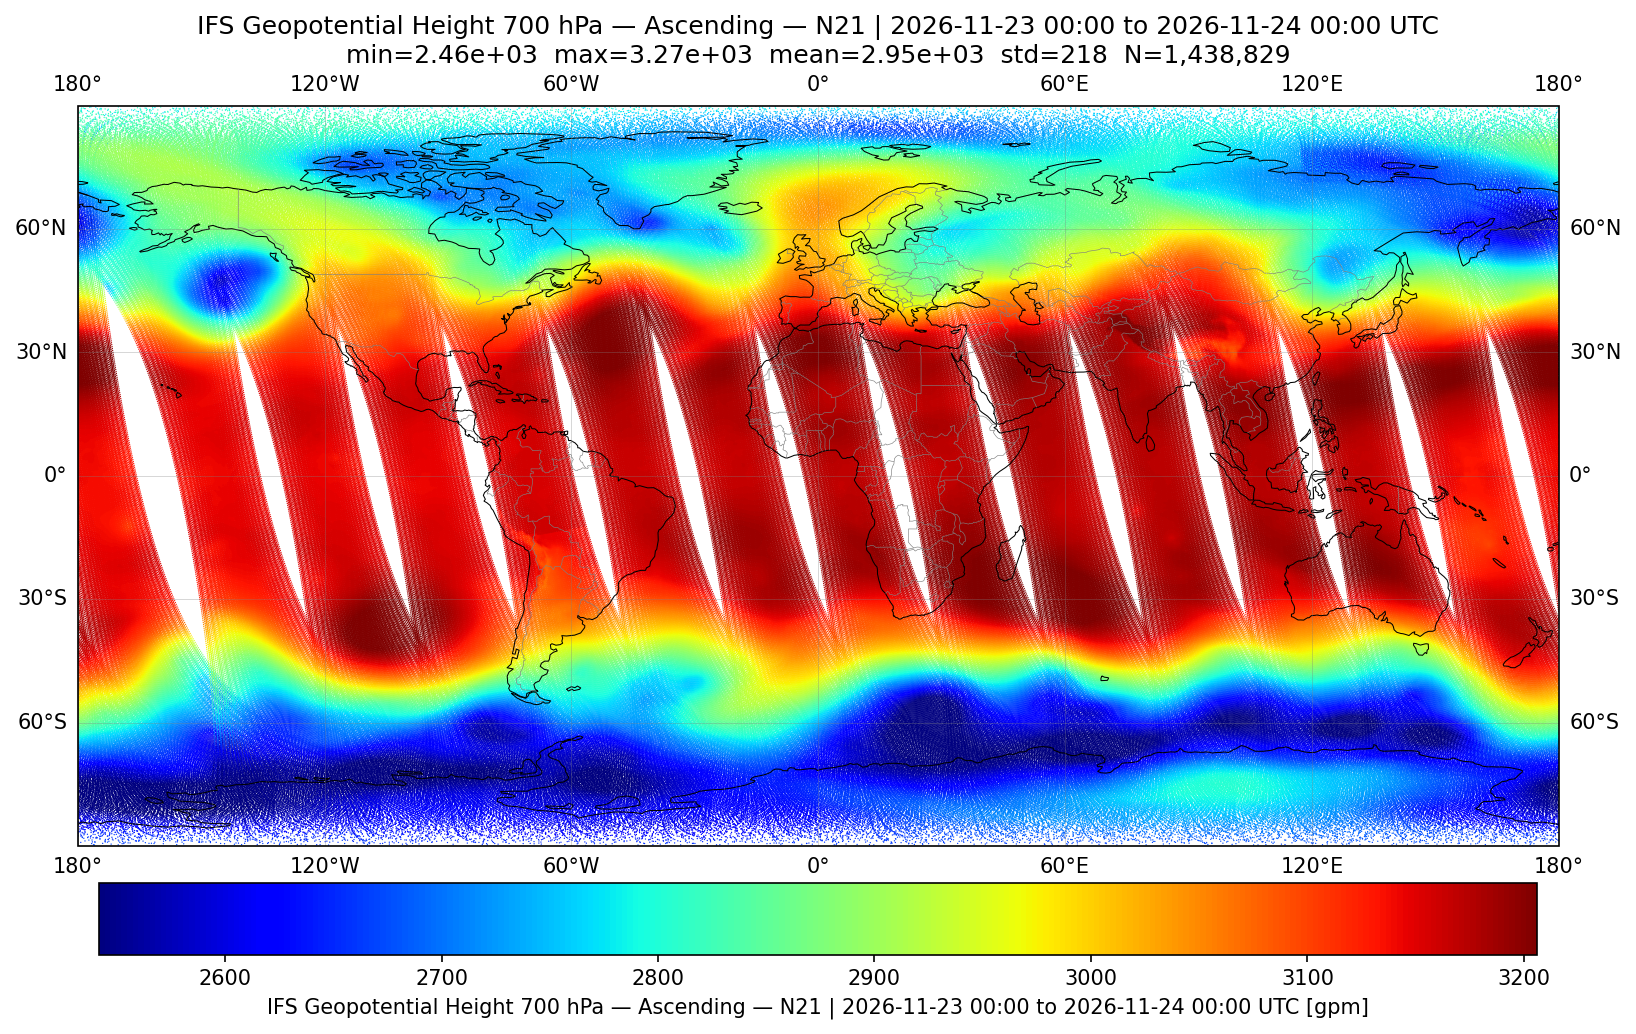 IFS Geopotential Height 700 hPa — Ascending — N21 | 2026-11-23 00:00 to 2026-11-24 00:00 UTC
min=2.46e+03  max=3.27e+03  mean=2.95e+03  std=218  N=1,438,829
180° 120°W 60°W 0° 60°E 120°E 180°
60°N 60°N
30°N 30°N
0° 0°
30°S 30°S
60°S 60°S
180° 120°W 60°W 0° 60°E 120°E 180°
2600 2700 2800 2900 3000 3100 3200
IFS Geopotential Height 700 hPa — Ascending — N21 | 2026-11-23 00:00 to 2026-11-24 00:00 UTC [gpm]